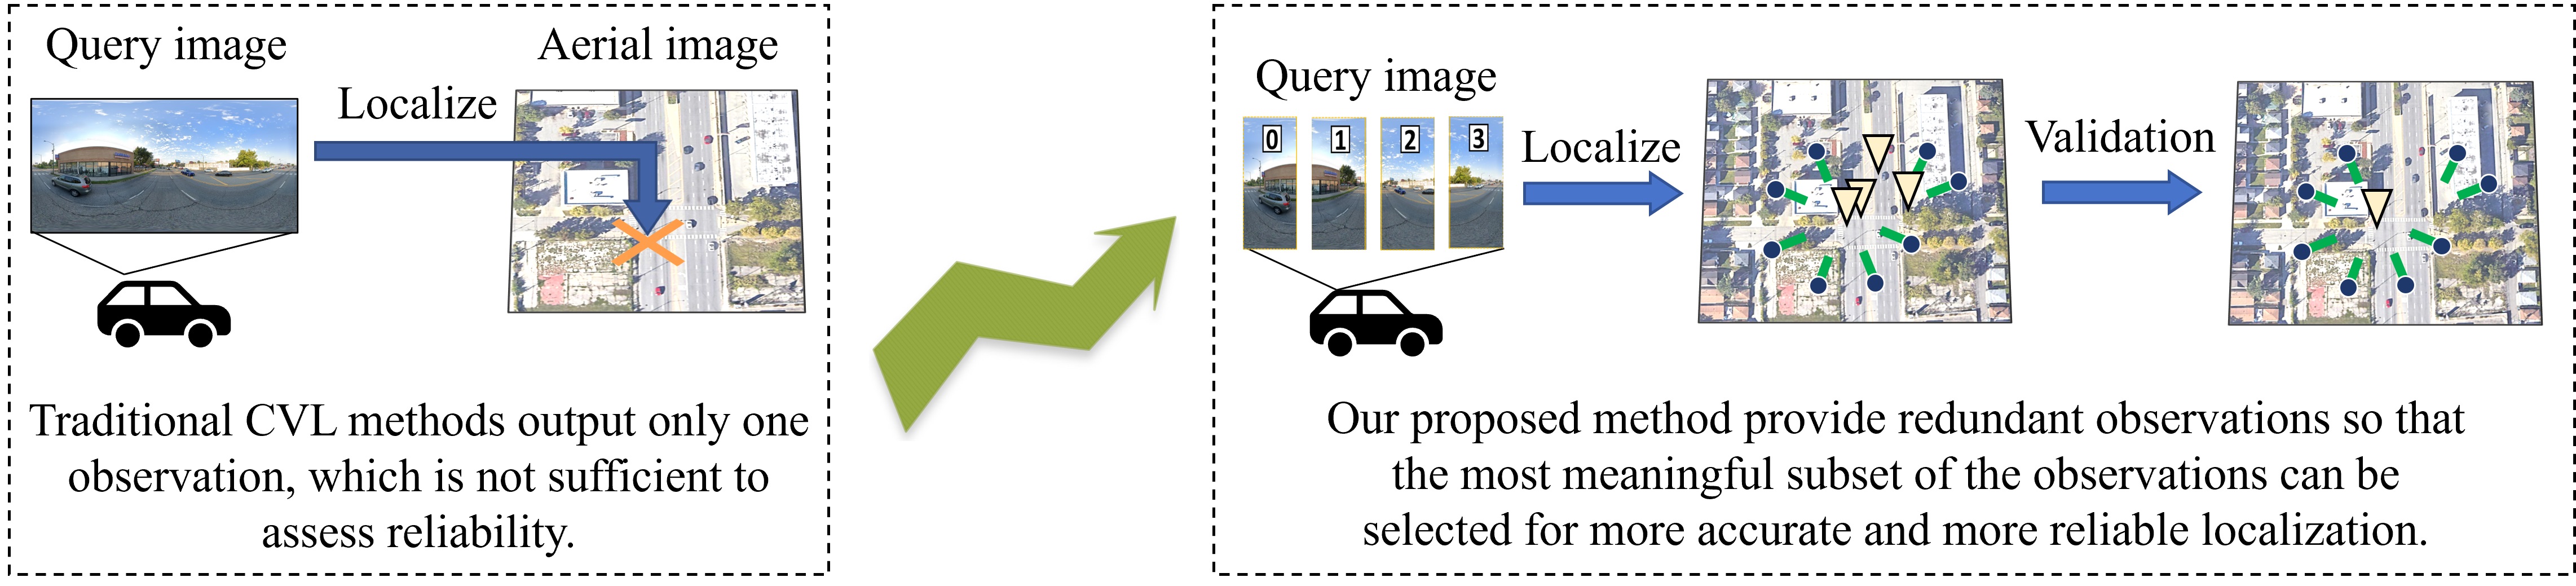 Query image
Aerial image
Localize
Traditional CVL methods output only one
observation, which is not sufficient to
assess reliability.
Query image
0
1
2
3
Localize
Validation
Our proposed method provide redundant observations so that
the most meaningful subset of the observations can be
selected for more accurate and more reliable localization.